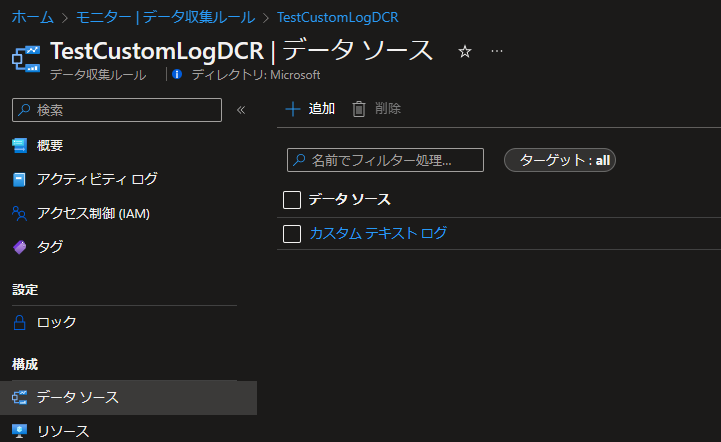 ホーム > モニター | データ収集ルール > TestCustomLogDCR
TestCustomLogDCR | データ ソース ☆ ...
データ収集ルール | ディレクトリ: Microsoft
検索 «
概要
アクティビティ ログ
アクセス制御 (IAM)
タグ
設定
ロック
構成
データ ソース
リソース
+ 追加 削除
名前でフィルター処理... ターゲット : all
データ ソース
カスタム テキスト ログ